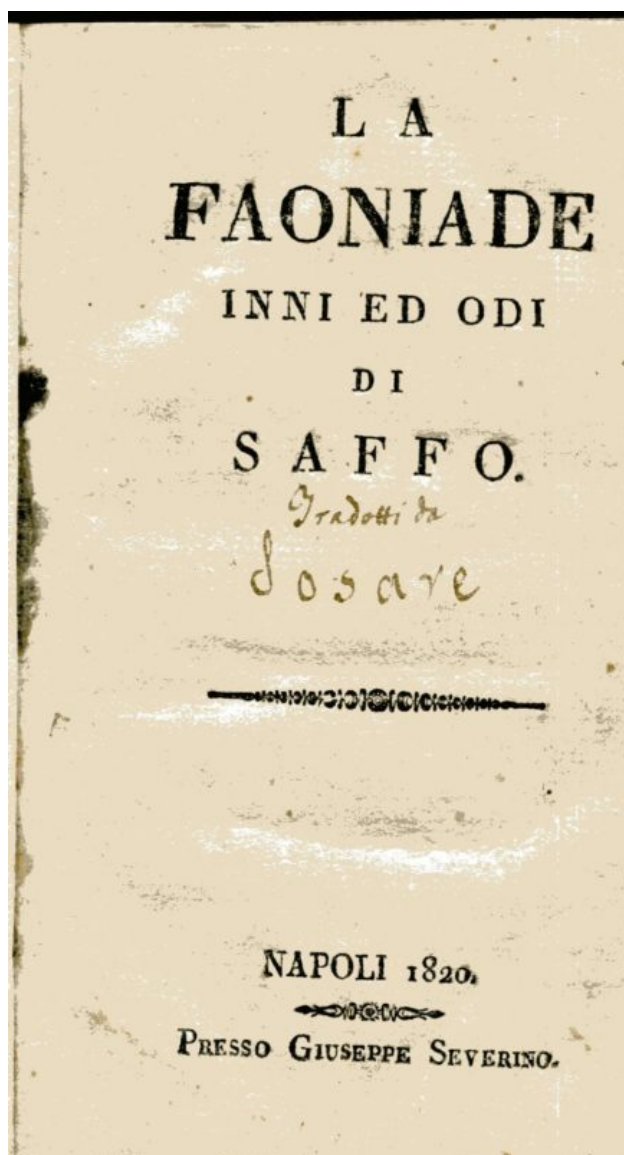 LA
FAONIADE
INNI ED ODI
DI
SAFFO.
Tradotti da
Sosare
NAPOLI 1820.
PRESSO GIUSEPPE SEVERINO.